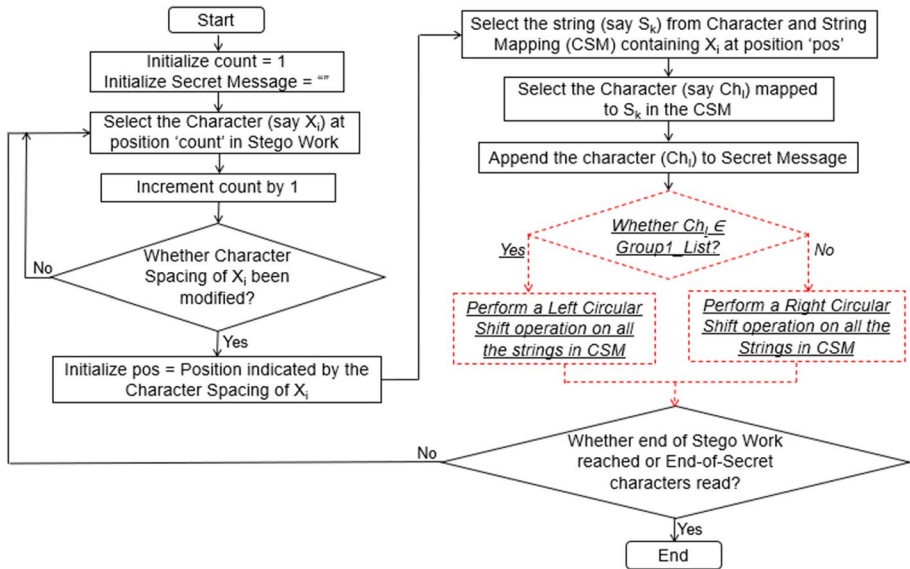 Start
Initialize count = 1
Initialize Secret Message = “”
Select the Character (say Xi) at
position ‘count’ in Stego Work
Increment count by 1
No
Whether Character
Spacing of Xi been
modified?
Yes
Initialize pos = Position indicated by the
Character Spacing of Xi
Select the string (say Sk) from Character and String
Mapping (CSM) containing Xi at position ‘pos’
Select the Character (say Chl) mapped
to Sk in the CSM
Append the character (Chl) to Secret Message
Whether Chl ∈
Group1_List?
Yes
No
Perform a Left Circular
Shift operation on all
the strings in CSM
Perform a Right Circular
Shift operation on all the
Strings in CSM
No
Whether end of Stego Work
reached or End-of-Secret
characters read?
Yes
End